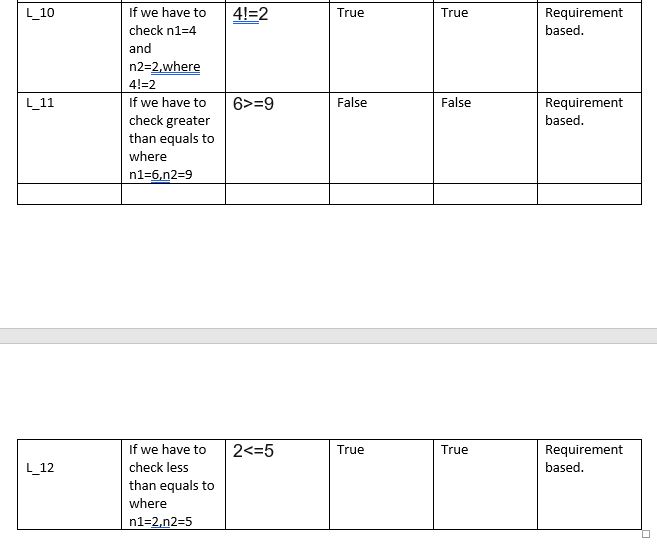 L_10
If we have to
check n1=4
and
n2=2,where
4!=2
4!=2
True
True
Requirement
based.
L_11
If we have to
check greater
than equals to
where
n1=6,n2=9
6>=9
False
False
Requirement
based.
L_12
If we have to
check less
than equals to
where
n1=2,n2=5
2<=5
True
True
Requirement
based.